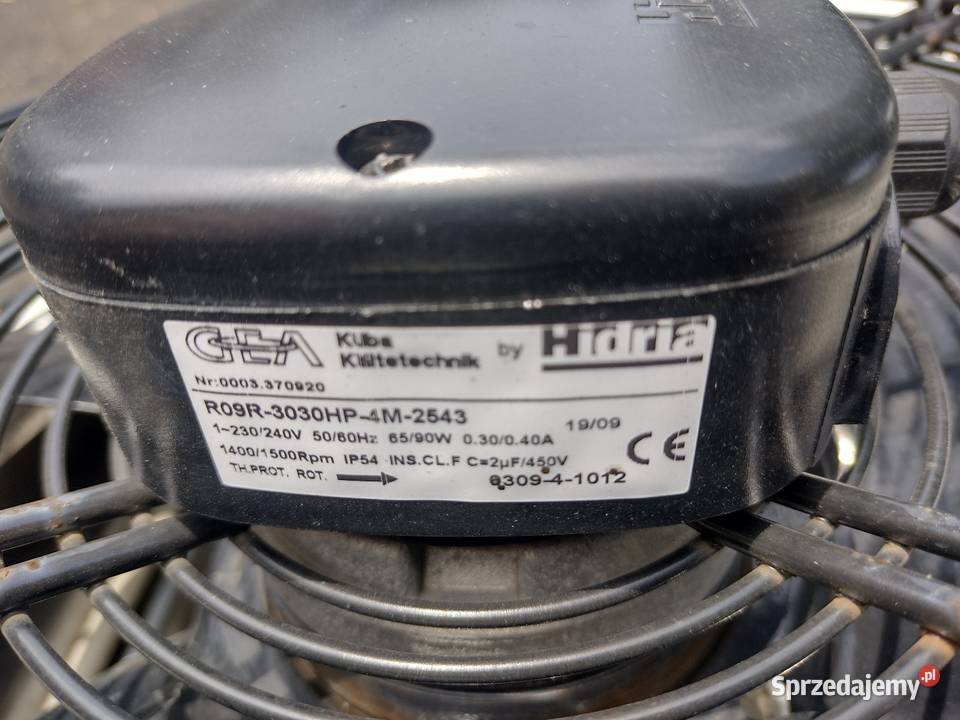 GEA Küba by Hidria
Kältetechnik
Nr:0003.370920
R09R-3030HP-4M-2543
19/09
1~230/240V 50/60Hz 65/90W 0.30/0.40A
1400/1500Rpm IP54 INS.CL.F C=2µF/450V
TH.PROT. ROT.
8309-4-1012
CE
Sprzedajemy.pl